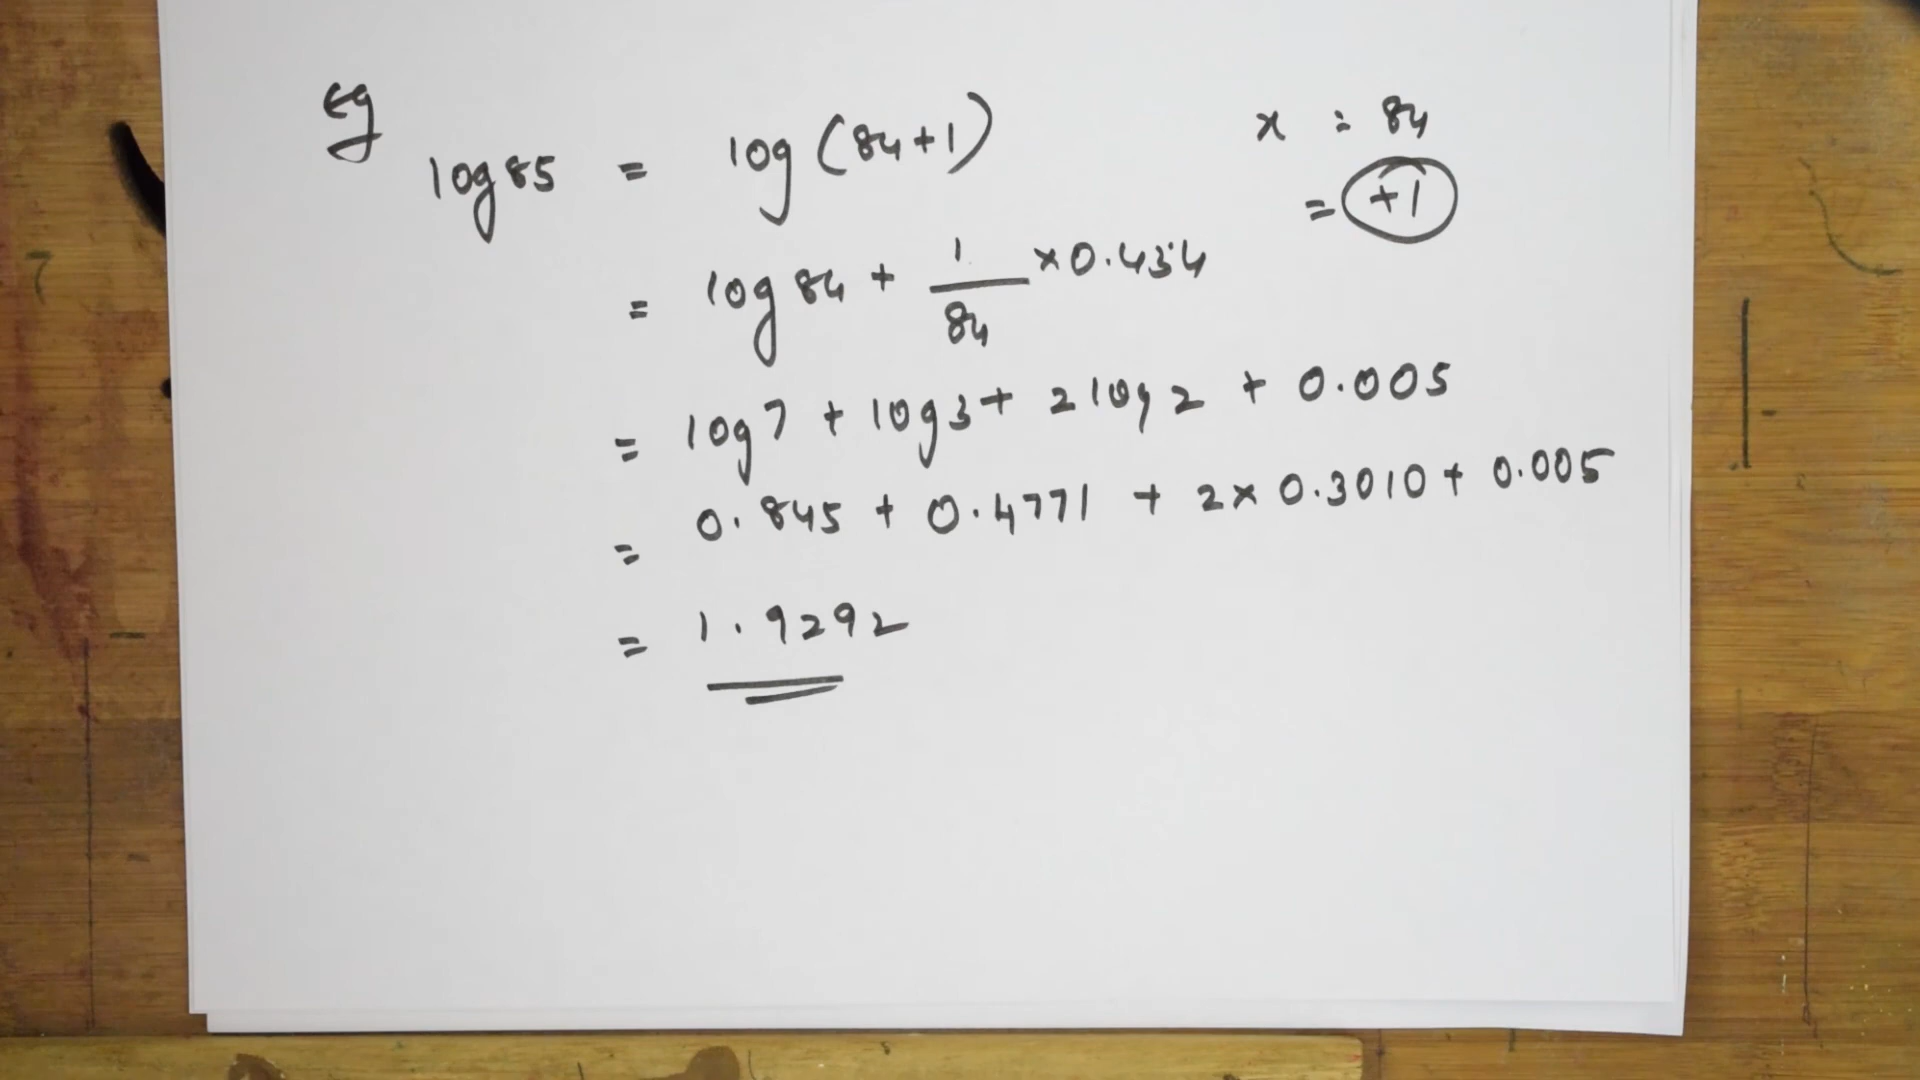 Eg
log 85 = log (84+1)
x = 84
= +1
= log 84 + 1/84 × 0.434
= log 7 + log 3 + 2 log 2 + 0.005
= 0.845 + 0.4771 + 2 × 0.3010 + 0.005
= 1.9292